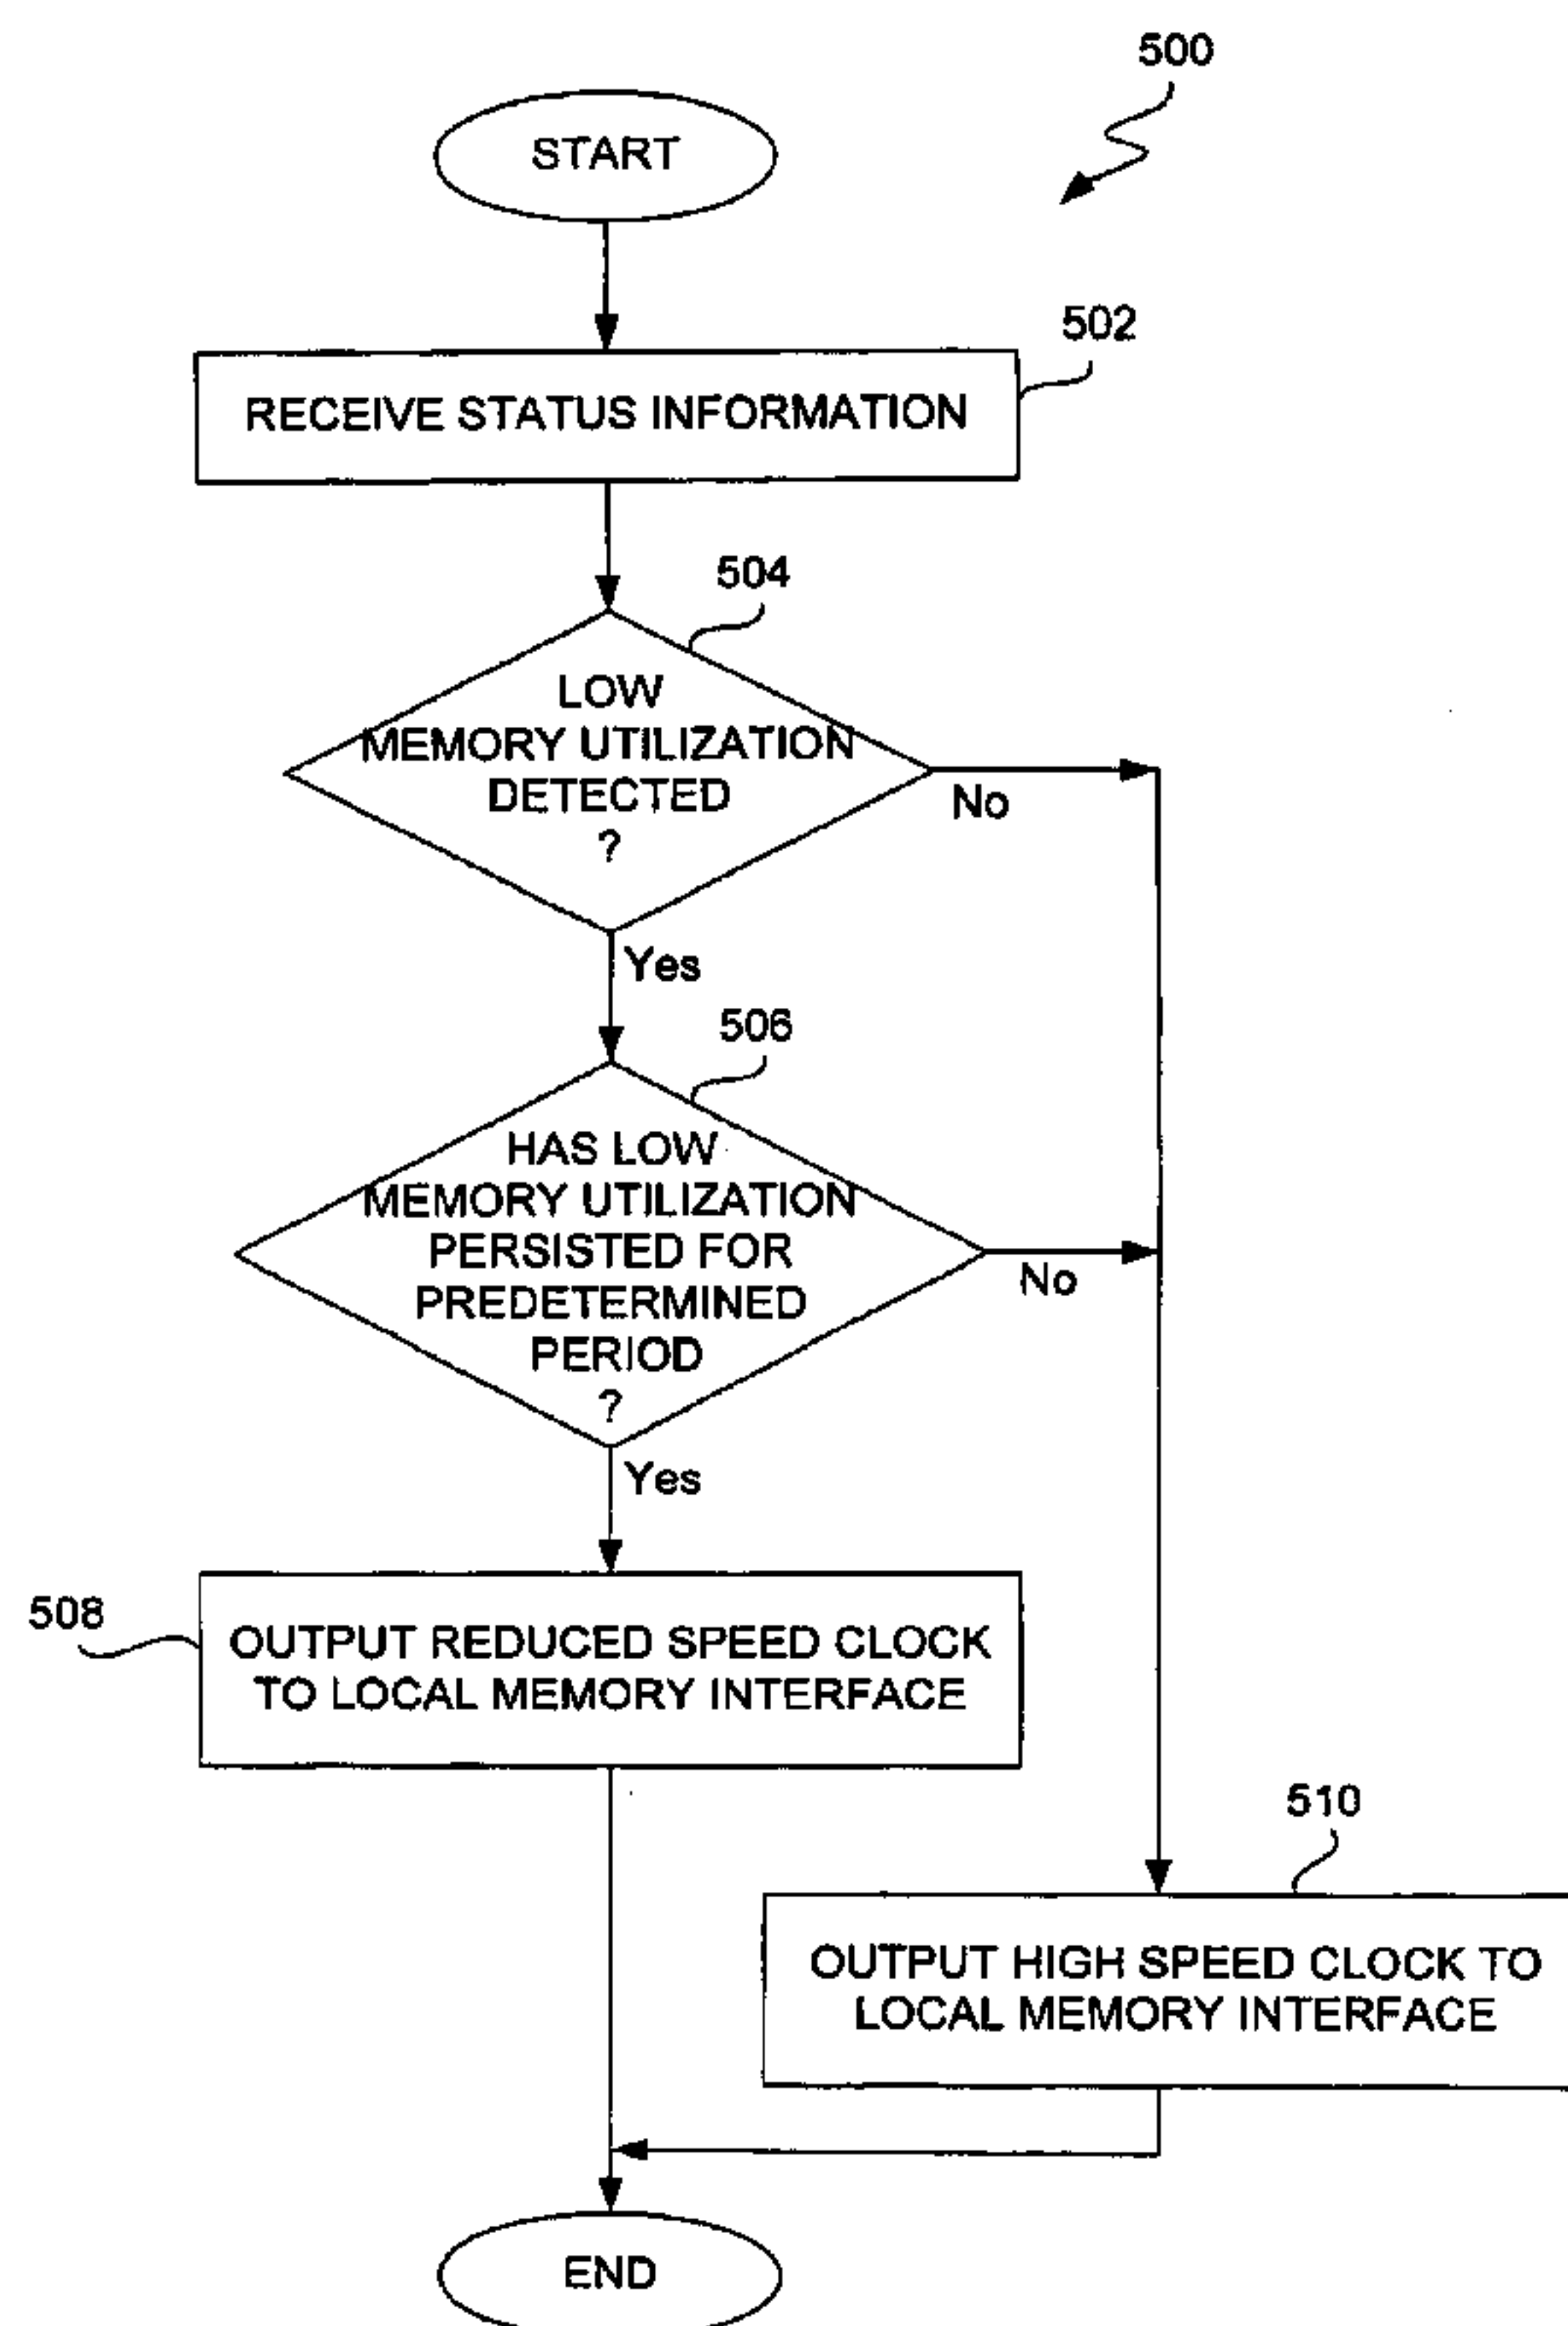 500
START
502
RECEIVE STATUS INFORMATION
504
LOW
MEMORY UTILIZATION
DETECTED
?
No
Yes
506
HAS LOW
MEMORY UTILIZATION
PERSISTED FOR
PREDETERMINED
PERIOD
?
No
Yes
508
OUTPUT REDUCED SPEED CLOCK
TO LOCAL MEMORY INTERFACE
510
OUTPUT HIGH SPEED CLOCK TO
LOCAL MEMORY INTERFACE
END